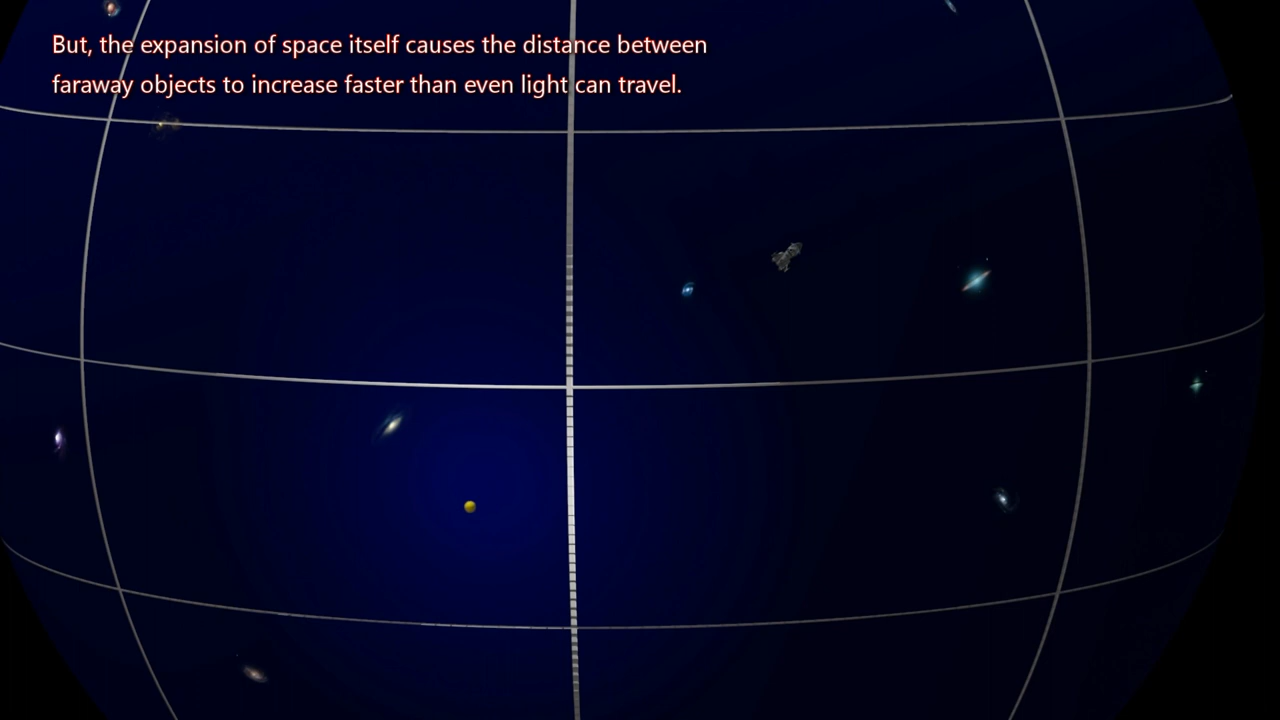 But, the expansion of space itself causes the distance between
faraway objects to increase faster than even light can travel.